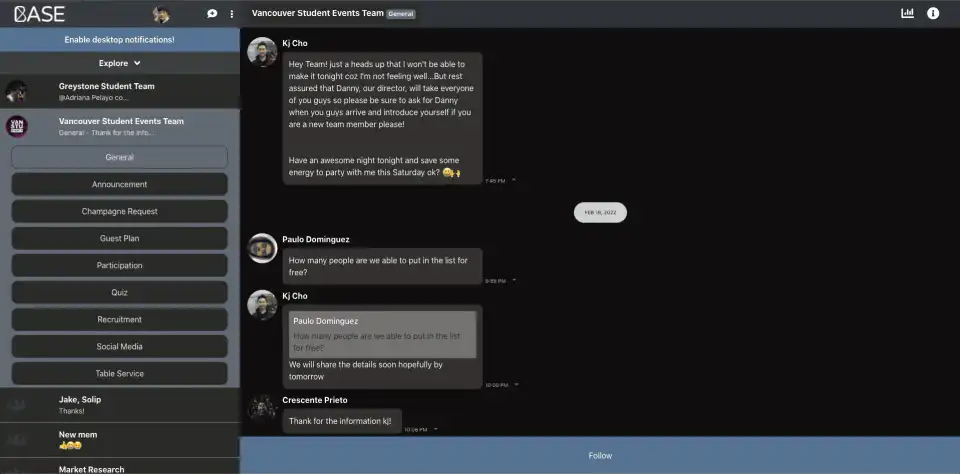 BASE
Enable desktop notifications!
Explore
Greystone Student Team
@Adriana Pelayo co...
Vancouver Student Events Team
General - Thank for the info...
General
Announcement
Champagne Request
Guest Plan
Participation
Quiz
Recruitment
Social Media
Table Service
Jake, Solip
Thanks!
New mem
Market Research
Vancouver Student Events Team General
Kj Cho
Hey Team! just a heads up that I won't be able to
make it tonight coz I'm not feeling well...But rest
assured that Danny, our director, will take everyone
of you guys so please be sure to ask for Danny
when you guys arrive and introduce yourself if you
are a new team member please!
Have an awesome night tonight and save some
energy to party with me this Saturday ok?
7:45 PM
Paulo Dominguez
How many people are we able to put in the list for
free?
9:59 PM
Kj Cho
Paulo Dominguez
How many people are we able to put in the list
for free?
We will share the details soon hopefully by
tomorrow
10:00 PM
Crescente Prieto
Thank for the information kj!
10:06 PM
Follow